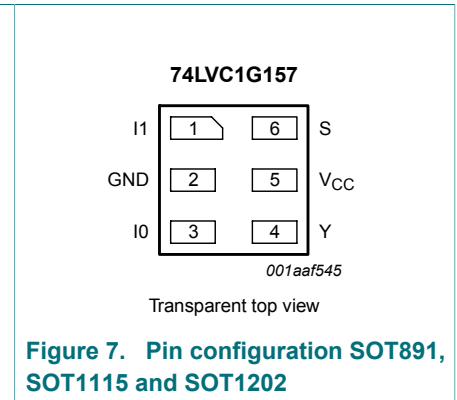 74LVC1G157
I1 1 6 S
GND 2 5 VCC
I0 3 4 Y
001aaf545
Transparent top view
Figure 7. Pin configuration SOT891,
SOT1115 and SOT1202